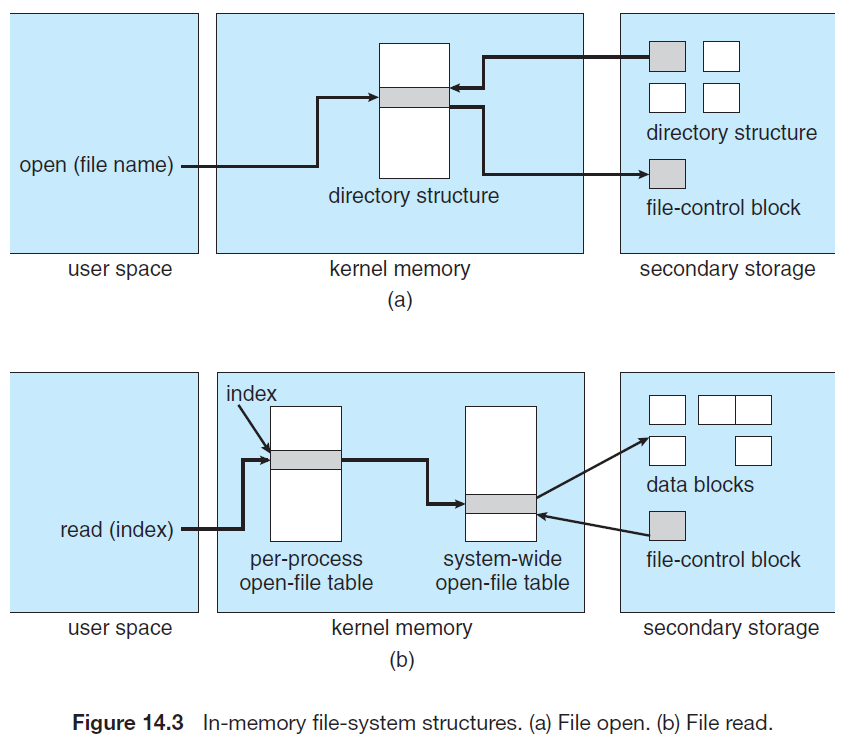 open (file name)
directory structure
directory structure
file-control block
user space
kernel memory
secondary storage
(a)
index
read (index)
per-process
open-file table
system-wide
open-file table
data blocks
file-control block
user space
kernel memory
secondary storage
(b)
Figure 14.3 In-memory file-system structures. (a) File open. (b) File read.